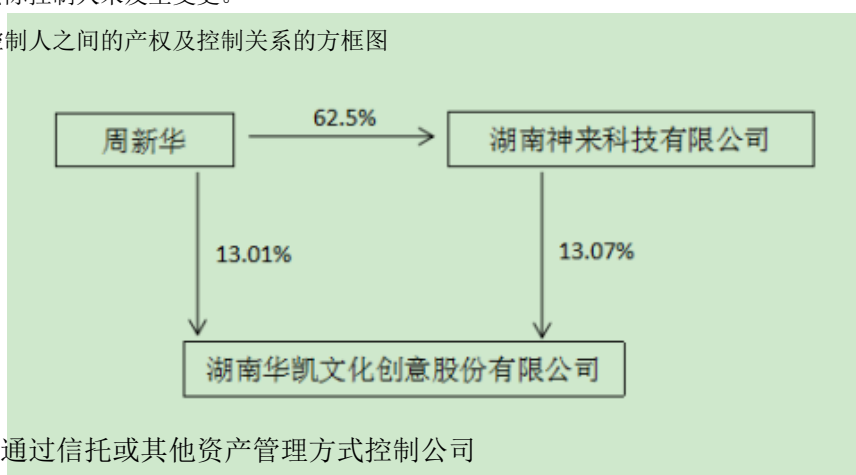 控制人之间的产权及控制关系的方框图
62.5%
周新华
湖南神来科技有限公司
13.01%
13.07%
湖南华凯文化创意股份有限公司
通过信托或其他资产管理方式控制公司